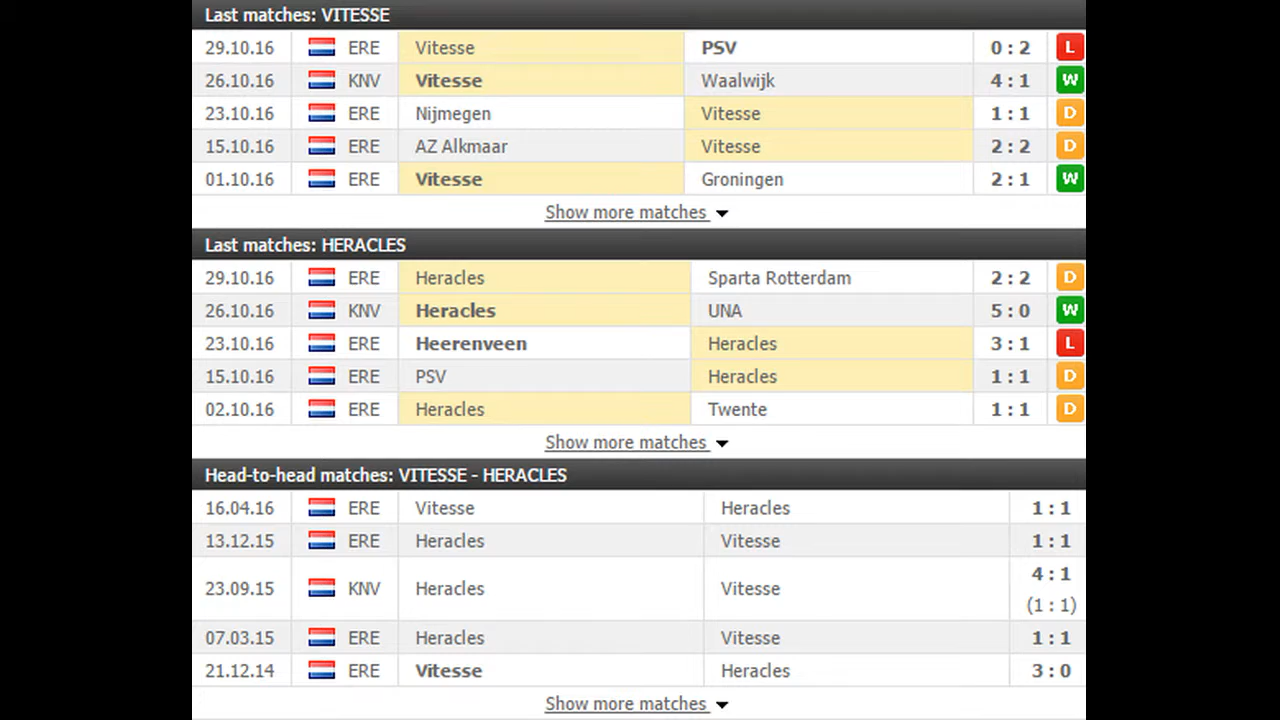 Last matches: VITESSE
29.10.16 ERE Vitesse PSV 0 : 2 L
26.10.16 KNV Vitesse Waalwijk 4 : 1 W
23.10.16 ERE Nijmegen Vitesse 1 : 1 D
15.10.16 ERE AZ Alkmaar Vitesse 2 : 2 D
01.10.16 ERE Vitesse Groningen 2 : 1 W
Show more matches
Last matches: HERACLES
29.10.16 ERE Heracles Sparta Rotterdam 2 : 2 D
26.10.16 KNV Heracles UNA 5 : 0 W
23.10.16 ERE Heerenveen Heracles 3 : 1 L
15.10.16 ERE PSV Heracles 1 : 1 D
02.10.16 ERE Heracles Twente 1 : 1 D
Show more matches
Head-to-head matches: VITESSE - HERACLES
16.04.16 ERE Vitesse Heracles 1 : 1
13.12.15 ERE Heracles Vitesse 1 : 1
23.09.15 KNV Heracles Vitesse 4 : 1
(1 : 1)
07.03.15 ERE Heracles Vitesse 1 : 1
21.12.14 ERE Vitesse Heracles 3 : 0
Show more matches